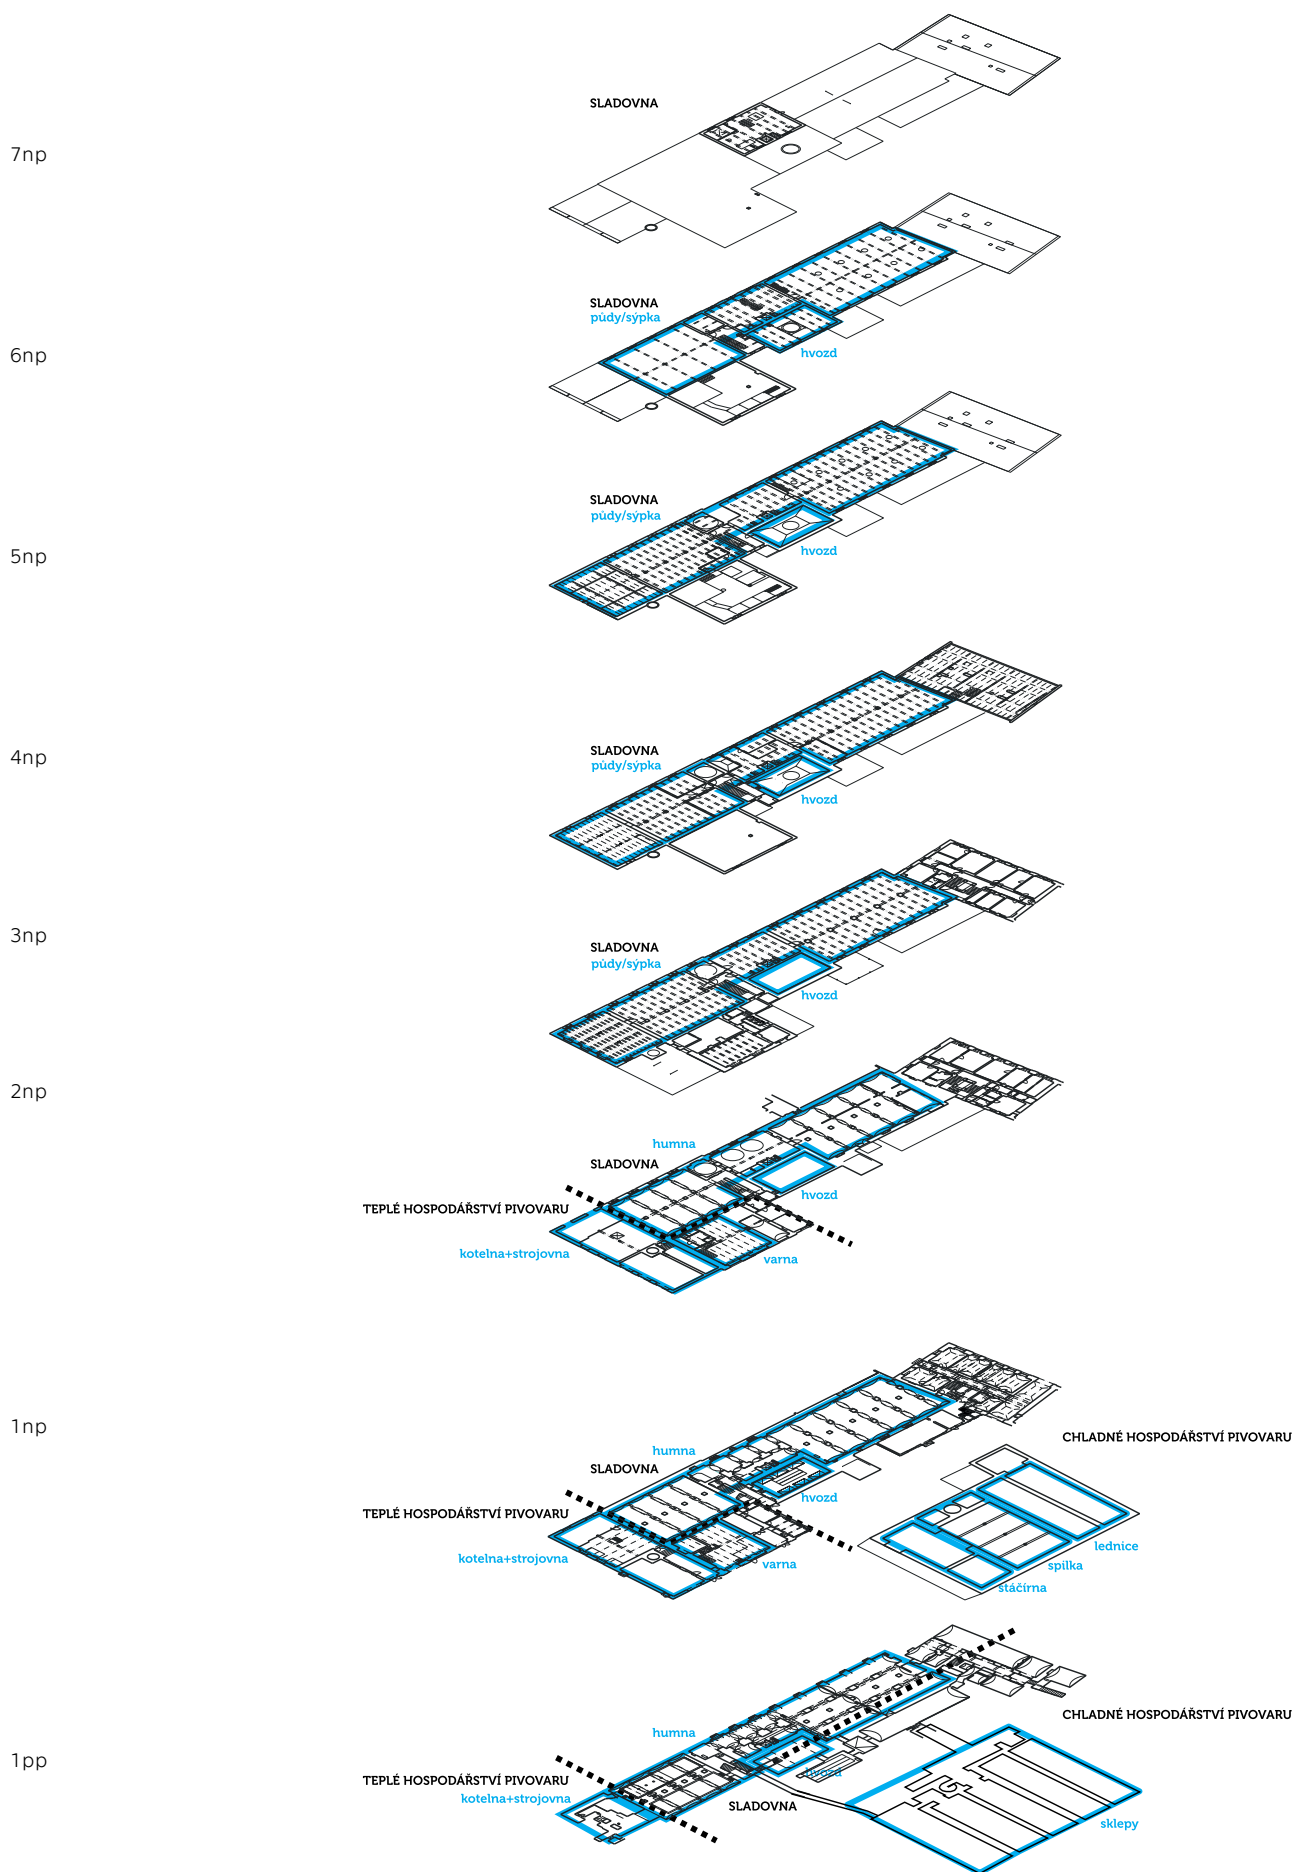 SLADOVNA
7np
SLADOVNA
půdy/sýpka
hvozd
6np
SLADOVNA
půdy/sýpka
hvozd
5np
SLADOVNA
půdy/sýpka
4np
hvozd
3np
SLADOVNA
půdy/sýpka
hvozd
2np
humna
SLADOVNA
hvozd
TEPLÉ HOSPODÁŘSTVÍ PIVOVARU
kotelna+strojovna
varna
1np
CHLADNÉ HOSPODÁŘSTVÍ PIVOVARU
humna
SLADOVNA
hvozd
TEPLÉ HOSPODÁŘSTVÍ PIVOVARU
lednice
kotelna+strojovna
varna
spilka
stáčírna
CHLADNÉ HOSPODÁŘSTVÍ PIVOVARU
humna
1pp
hvozd
TEPLÉ HOSPODÁŘSTVÍ PIVOVARU
kotelna+strojovna
SLADOVNA
sklepy